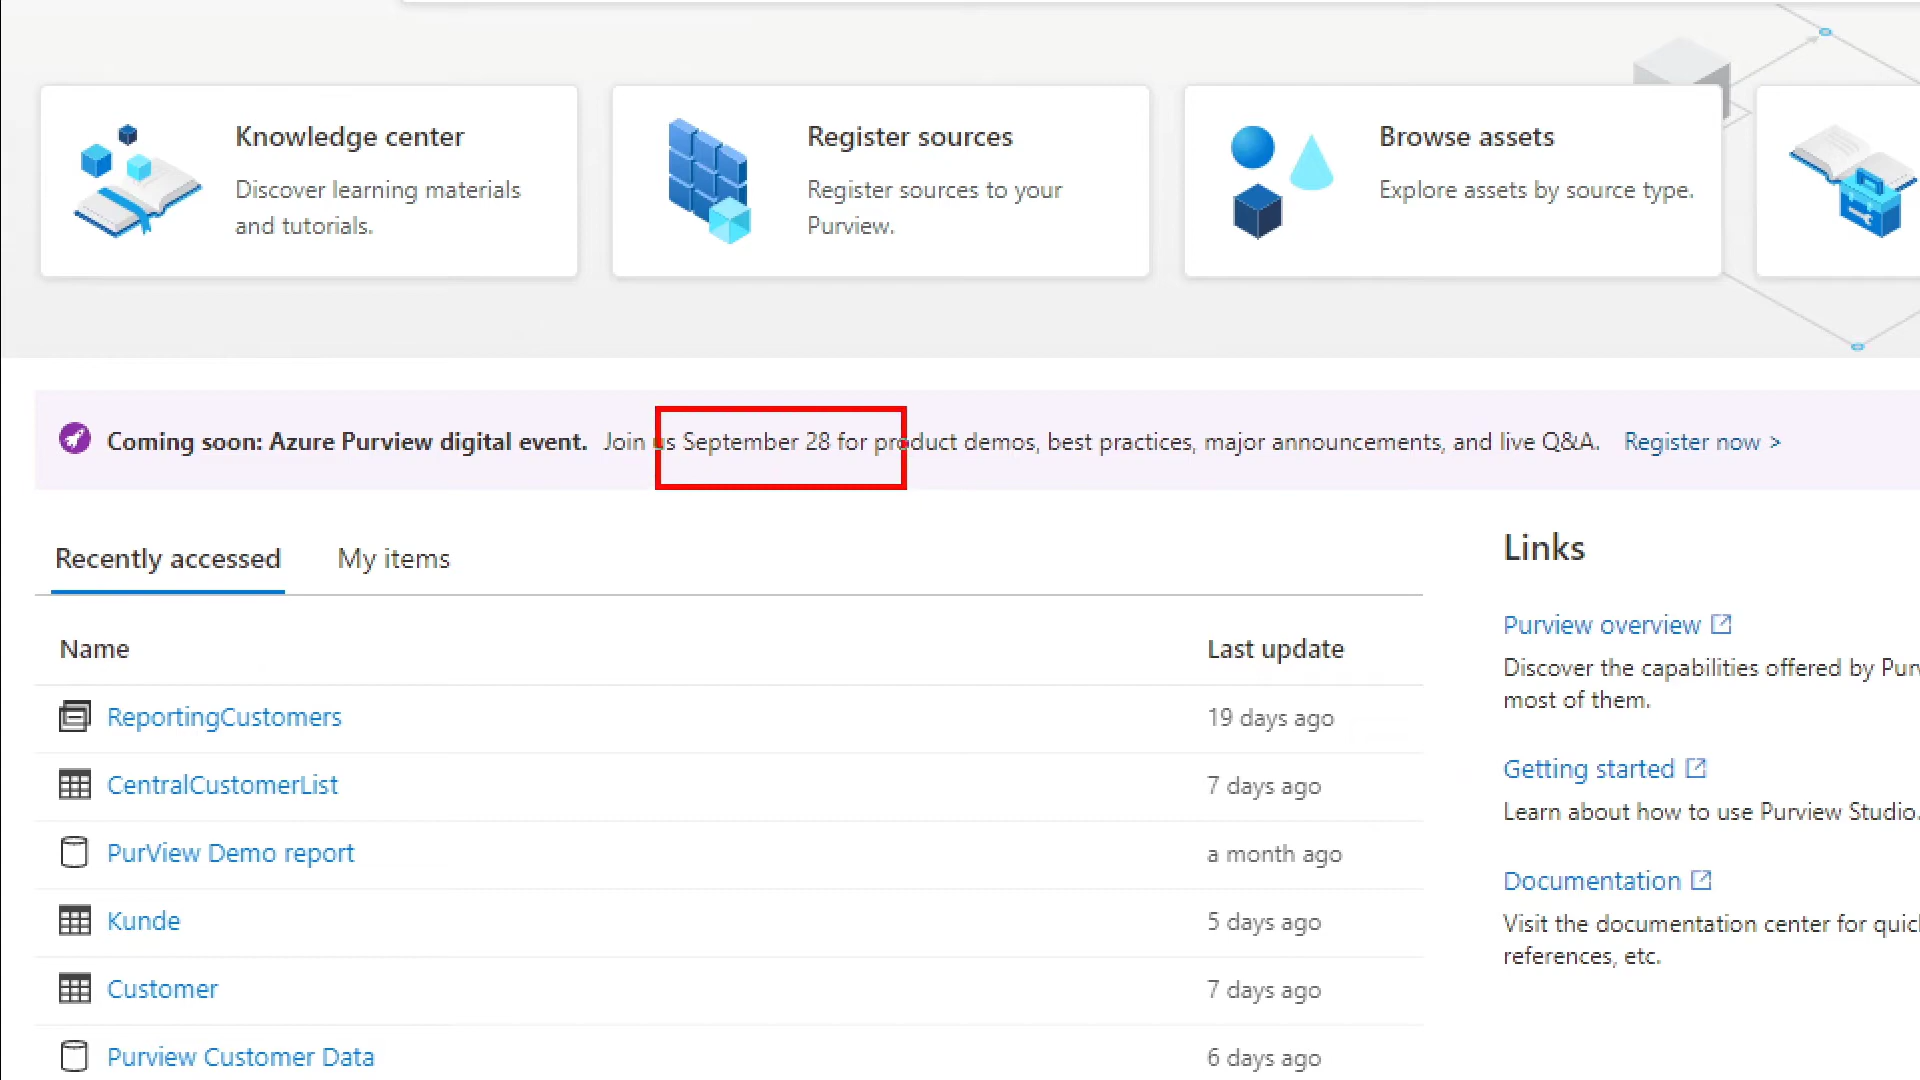 Knowledge center
Discover learning materials
and tutorials.
Register sources
Register sources to your
Purview.
Browse assets
Explore assets by source type.
Coming soon: Azure Purview digital event. Join us September 28 for product demos, best practices, major announcements, and live Q&A. Register now >
Recently accessed
My items
Name
Last update
ReportingCustomers
19 days ago
CentralCustomerList
7 days ago
PurView Demo report
a month ago
Kunde
5 days ago
Customer
7 days ago
Purview Customer Data
6 days ago
Links
Purview overview
Discover the capabilities offered by
most of them.
Getting started
Learn about how to use Purview Studio.
Documentation
Visit the documentation center for
references, etc.